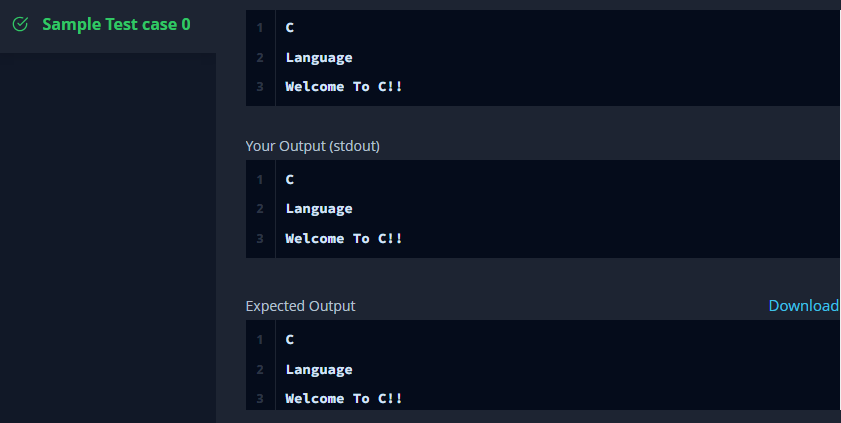 Sample Test case 0
1 C
2 Language
3 Welcome To C!!
Your Output (stdout)
1 C
2 Language
3 Welcome To C!!
Expected Output Download
1 C
2 Language
3 Welcome To C!!